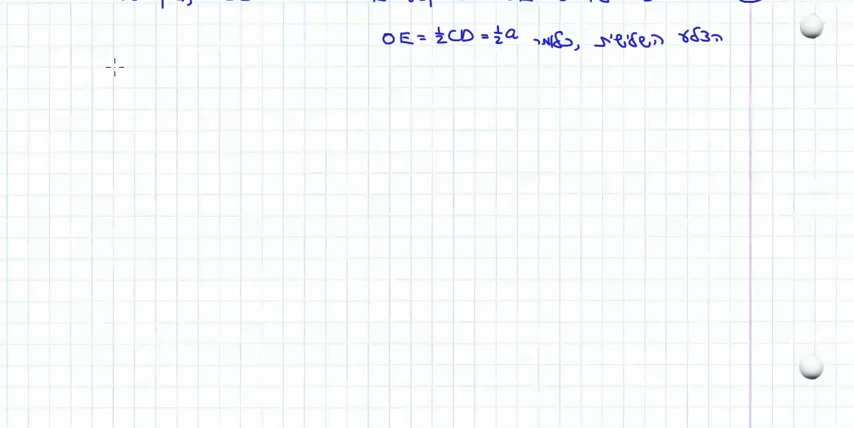 הצלע השלישית, כלומר OE = ½CD = ½a